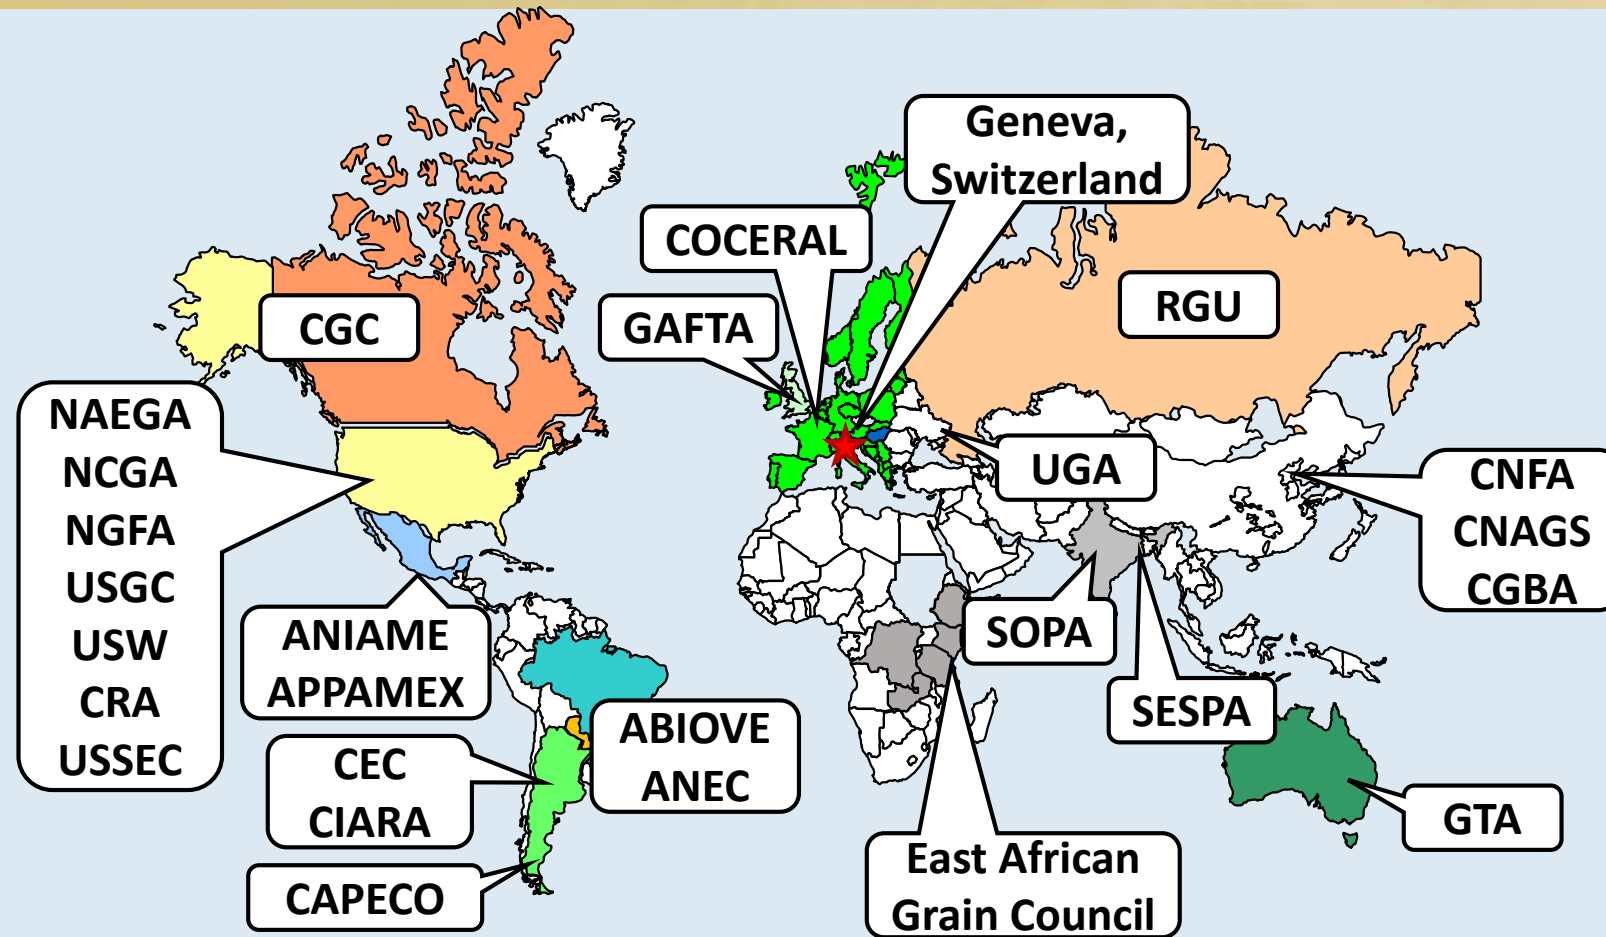 Geneva,
Switzerland
COCERAL
GAFTA
RGU
CGC
NAEGA
NCGA
NGFA
USGC
USW
CRA
USSEC
UGA
CNFA
CNAGS
CGBA
ANIAME
APPAMEX
SOPA
SESPA
ABIOVE
ANEC
CEC
CIARA
GTA
East African
Grain Council
CAPECO